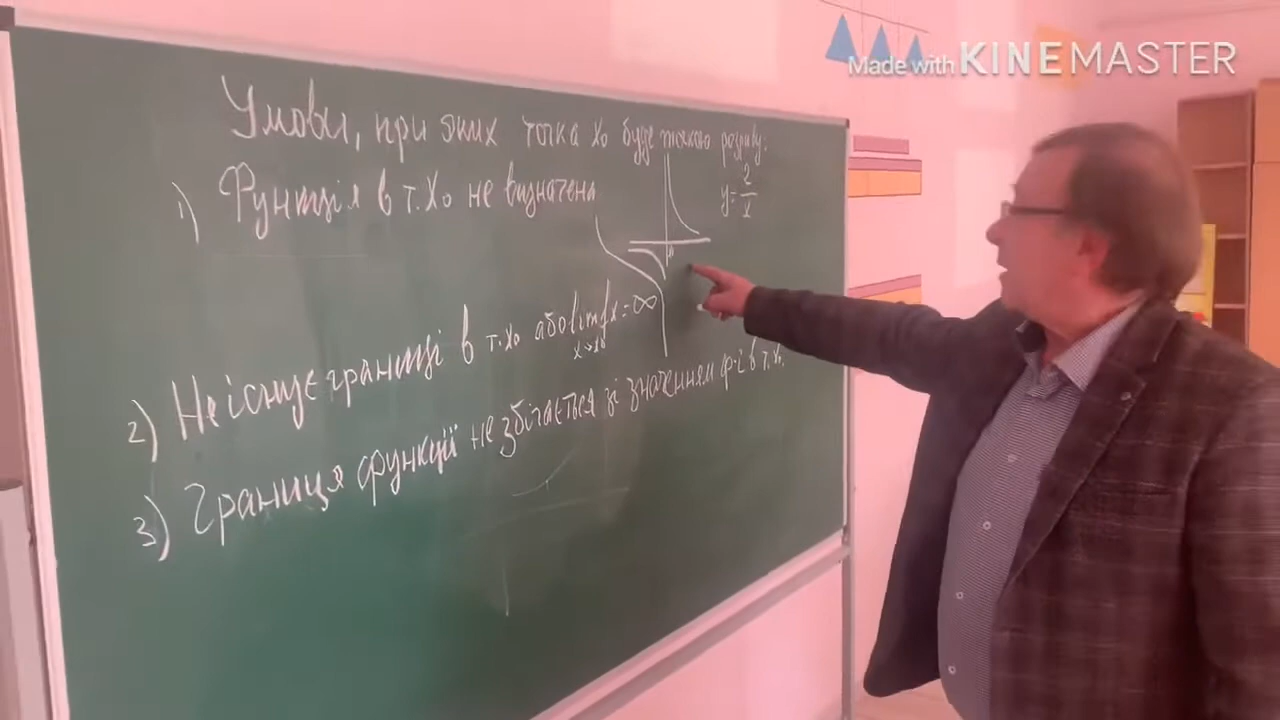 Made with KINEMASTER
Умови, при яких точка x₀ буде точкою розриву:
1) Функція в т. x₀ не визначена
y = 2/x
2) Не існує границі в т. x₀ або lim f x = ∞
x → x₀
3) Границя функції не збігається зі значенням ф-ї в т. x₀